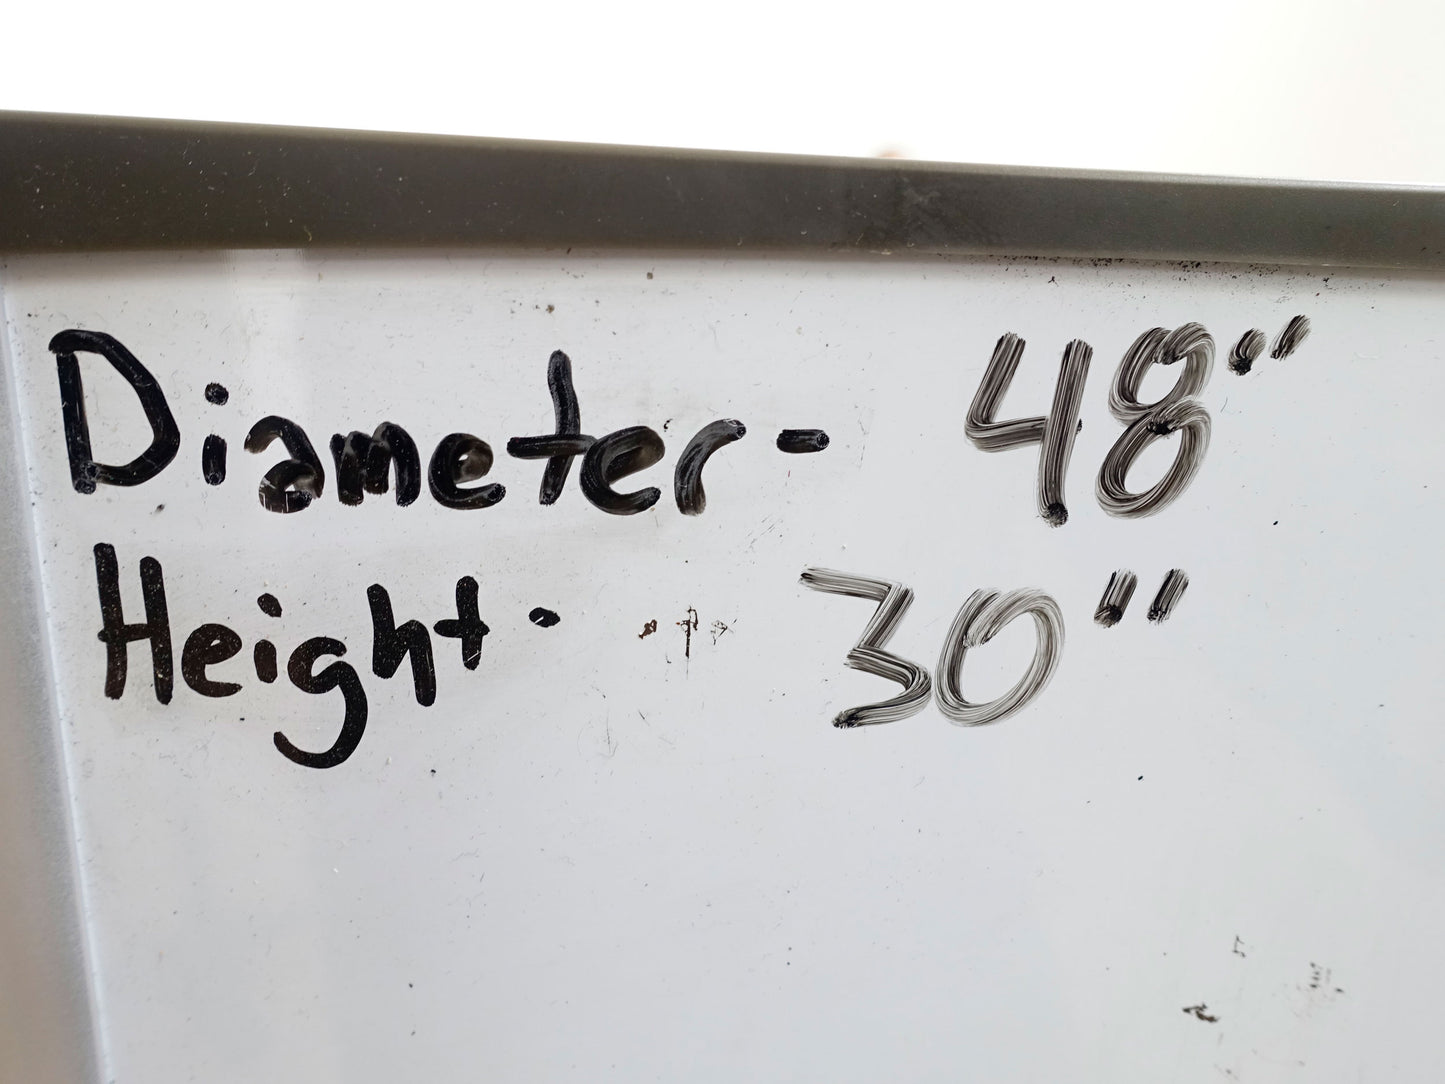 Diameter- 48"
Height- 30"